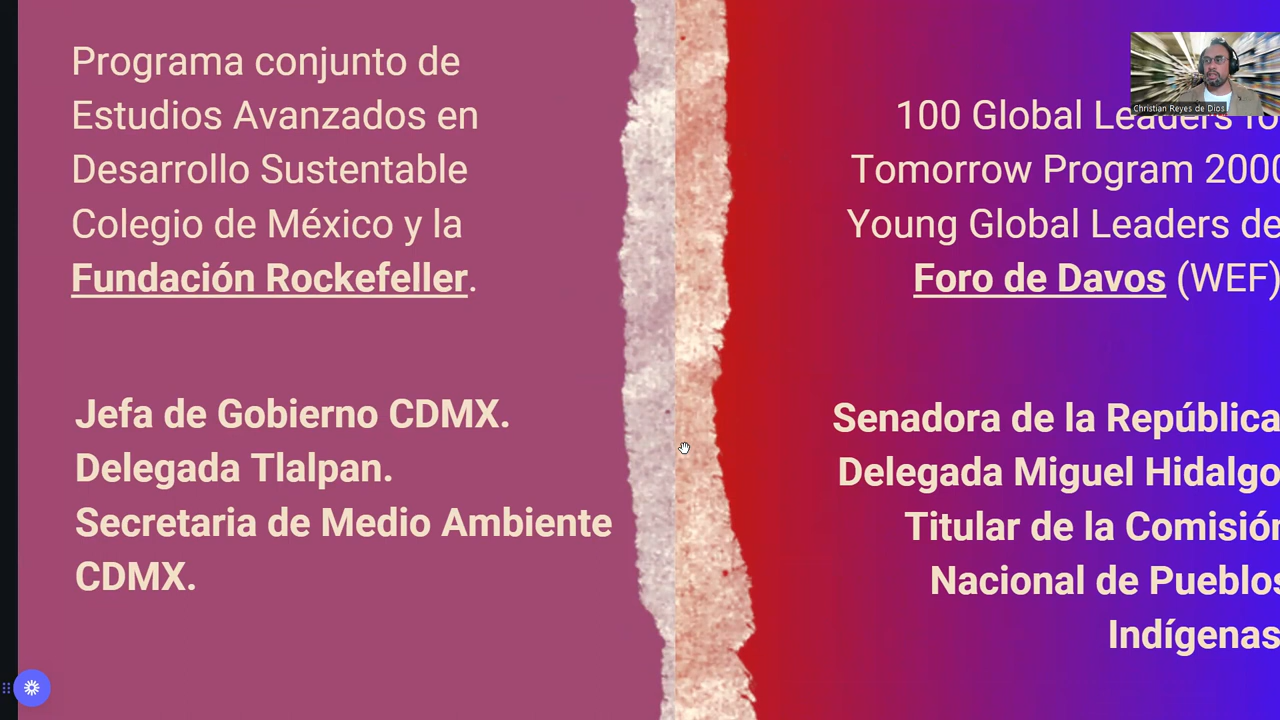 Programa conjunto de
Estudios Avanzados en
Desarrollo Sustentable
Colegio de México y la
Fundación Rockefeller.
Jefa de Gobierno CDMX.
Delegada Tlalpan.
Secretaria de Medio Ambiente
CDMX.
Christian Reyes de Dios
100 Global Leaders
Tomorrow Program 2000
Young Global Leaders de
Foro de Davos (WEF)
Senadora de la República
Delegada Miguel Hidalgo
Titular de la Comisión
Nacional de Pueblos
Indígenas